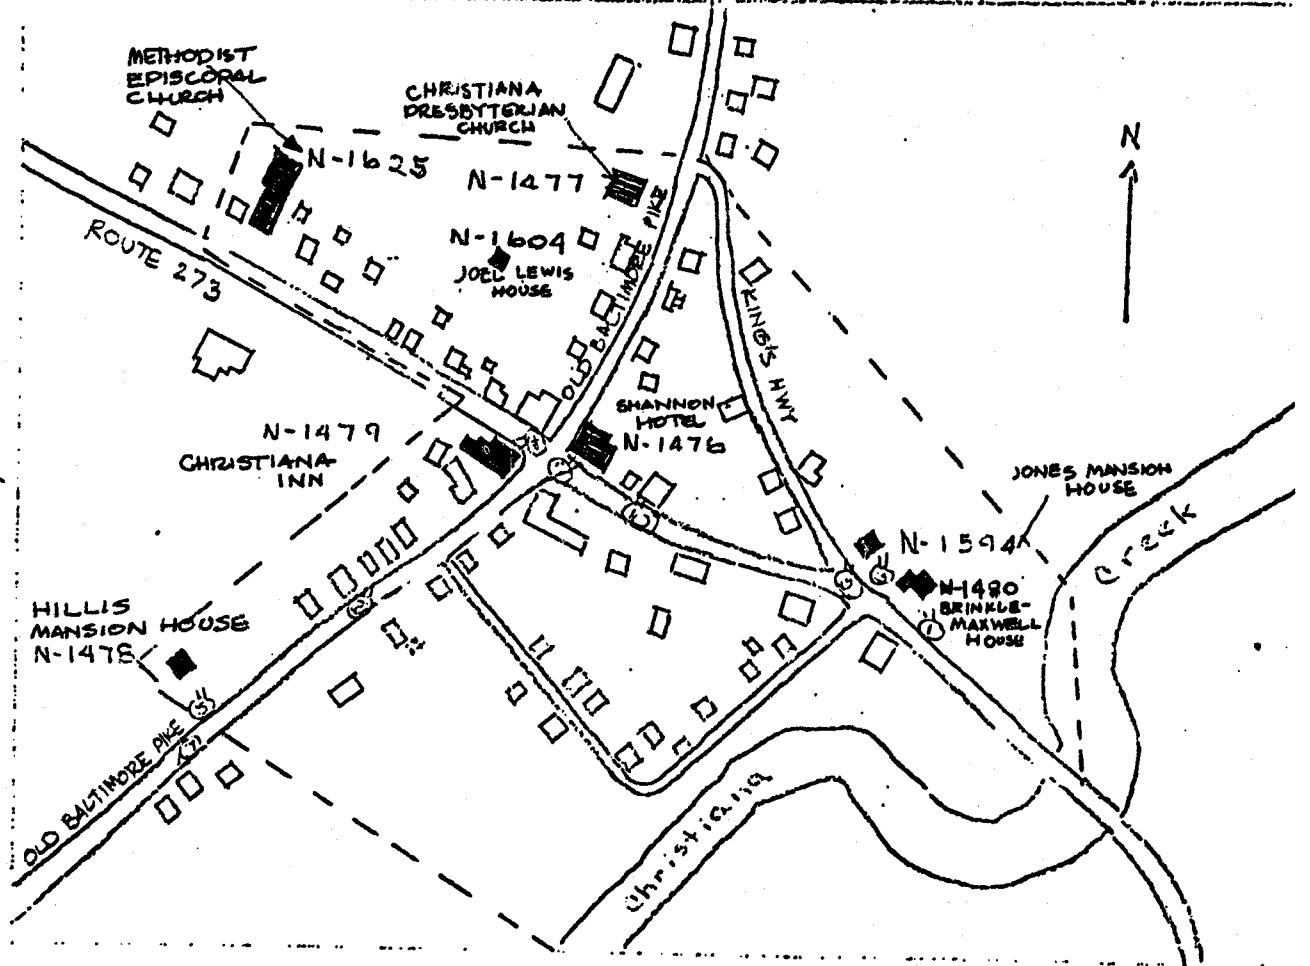 METHODIST
EPISCOPAL
CHURCH
N-1625
CHRISTIANA
PRESBYTERIAN
CHURCH
N-1477
N
ROUTE 273
N-1604
JOEL LEWIS
HOUSE
OLD BALTIMORE PIKE
KING'S HWY
SHANNON
HOTEL
N-1476
N-1479
CHRISTIANA
INN
JONES MANSION
HOUSE
N-1594
N-1480
BRINKLE-
MAXWELL
HOUSE
1
HILLIS
MANSION HOUSE
N-1478
5
OLD BALTIMORE PIKE
Christiana
Creek